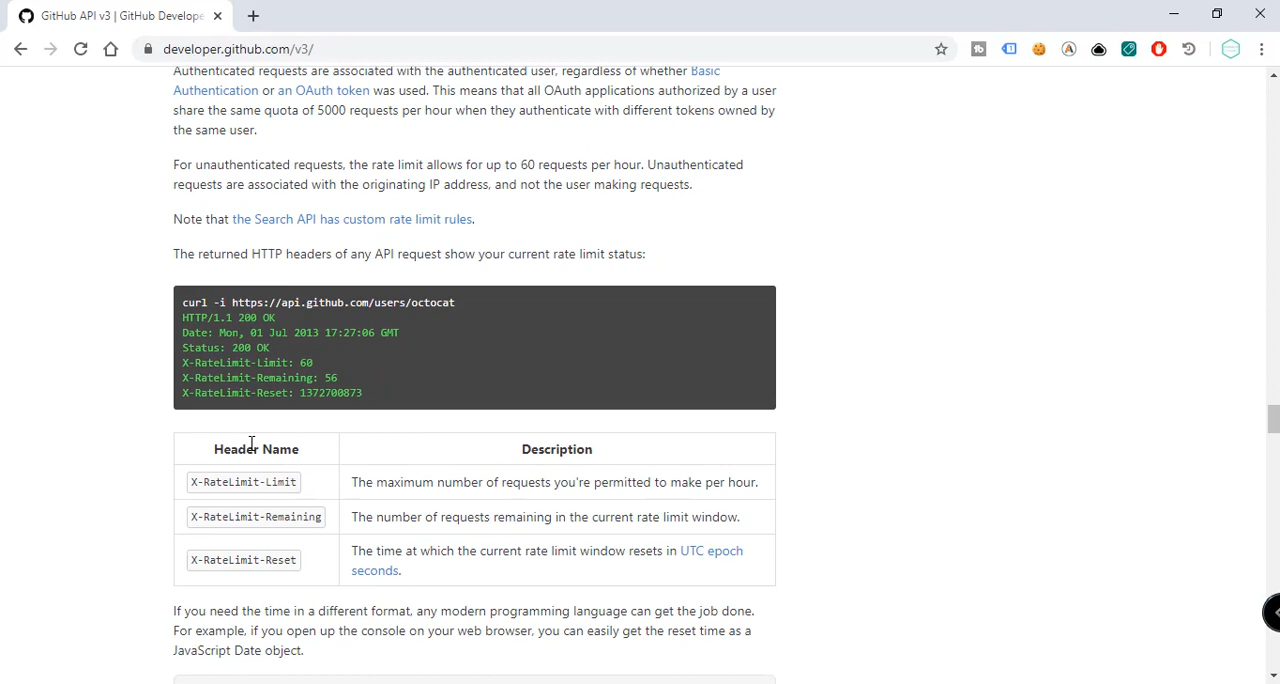 GitHub API v3 | GitHub Develope
developer.github.com/v3/
Authenticated requests are associated with the authenticated user, regardless of whether Basic
Authentication or an OAuth token was used. This means that all OAuth applications authorized by a user
share the same quota of 5000 requests per hour when they authenticate with different tokens owned by
the same user.
For unauthenticated requests, the rate limit allows for up to 60 requests per hour. Unauthenticated
requests are associated with the originating IP address, and not the user making requests.
Note that the Search API has custom rate limit rules.
The returned HTTP headers of any API request show your current rate limit status:
curl -i https://api.github.com/users/octocat
HTTP/1.1 200 OK
Date: Mon, 01 Jul 2013 17:27:06 GMT
Status: 200 OK
X-RateLimit-Limit: 60
X-RateLimit-Remaining: 56
X-RateLimit-Reset: 1372700873
Header Name Description
X-RateLimit-Limit The maximum number of requests you're permitted to make per hour.
X-RateLimit-Remaining The number of requests remaining in the current rate limit window.
X-RateLimit-Reset The time at which the current rate limit window resets in UTC epoch
seconds.
If you need the time in a different format, any modern programming language can get the job done.
For example, if you open up the console on your web browser, you can easily get the reset time as a
JavaScript Date object.